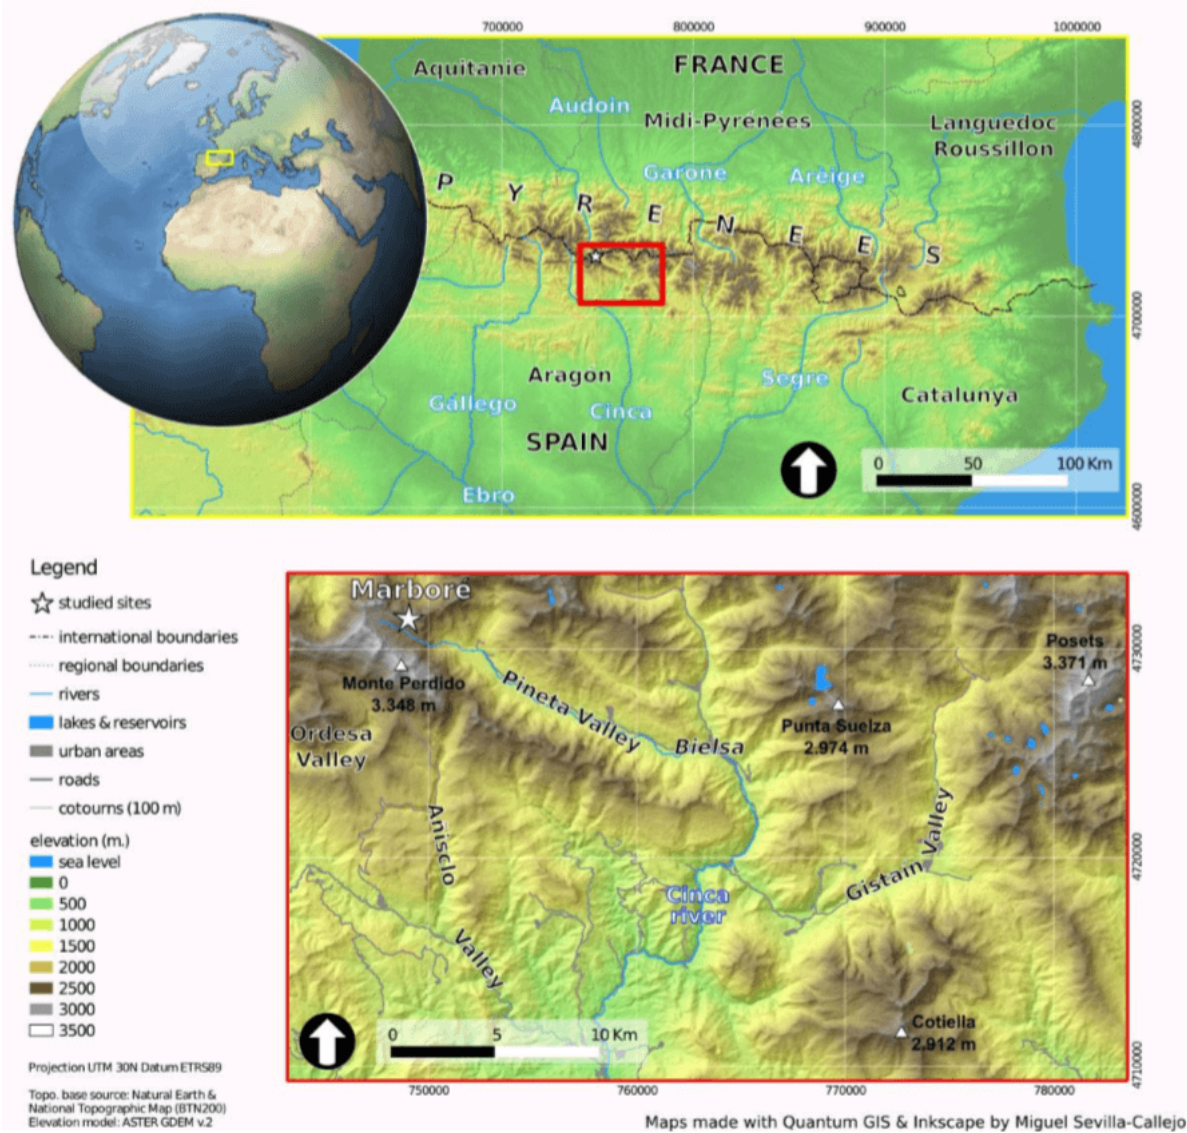 700000
800000
900000
1000000
Aquitanie
FRANCE
Audoin
Midi-Pyrénées
Languedoc
Roussillon
4800000
Garone
Arèige
PYRENEES
4700000
Aragon
Segre
Gállego
Cinca
Catalunya
SPAIN
0 50 100 Km
Ebro
4600000
Legend
studied sites
international boundaries
regional boundaries
rivers
lakes & reservoirs
urban areas
roads
cotourns (100 m)
elevation (m.)
sea level
0
500
1000
1500
2000
2500
3000
3500
Projection UTM 30N Datum ETRS89
Topo. base source: Natural Earth &
National Topographic Map (BTN200)
Elevation model: ASTER GDEM v.2
Marboré
Posets
3.371 m
4730000
Monte Perdido
3.348 m
Pineta Valley
Punta Suelza
2.974 m
Ordesa
Valley
Bielsa
Anisclo
Valley
Gistain Valley
4720000
Cinca
river
Cotiella
2.912 m
0 5 10 Km
4710000
750000
760000
770000
780000
Maps made with Quantum GIS & Inkscape by Miguel Sevilla-Callejo